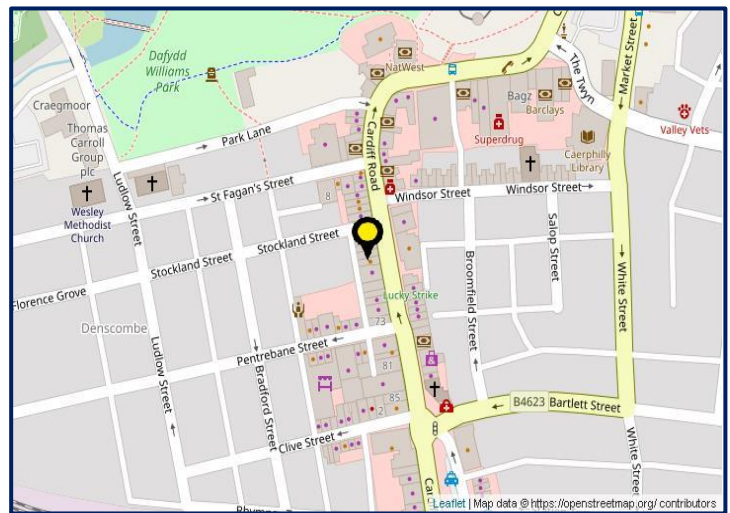 Dafydd
Williams
Park
NatWest
The Twyn
Market Street
Craegmoor
Thomas
Carroll
Group
plc
Park Lane
Cardiff Road
Bagz
Barclays
Superdrug
Valley Vets
Caerphilly
Library
Wesley
Methodist
Church
Ludlow Street
St Fagan's Street
8
Windsor Street
Windsor Street
Stockland Street
Stockland Street
Florence Grove
Salop Street
Broomfield Street
White Street
Lucky Strike
Denscombe
73
Pentrebane Street
Ludlow Street
Bradford Street
81
85
2
B4623
Bartlett Street
Clive Street
White Street
Leaflet | Map data @ https://openstreetmap.org/ contributors